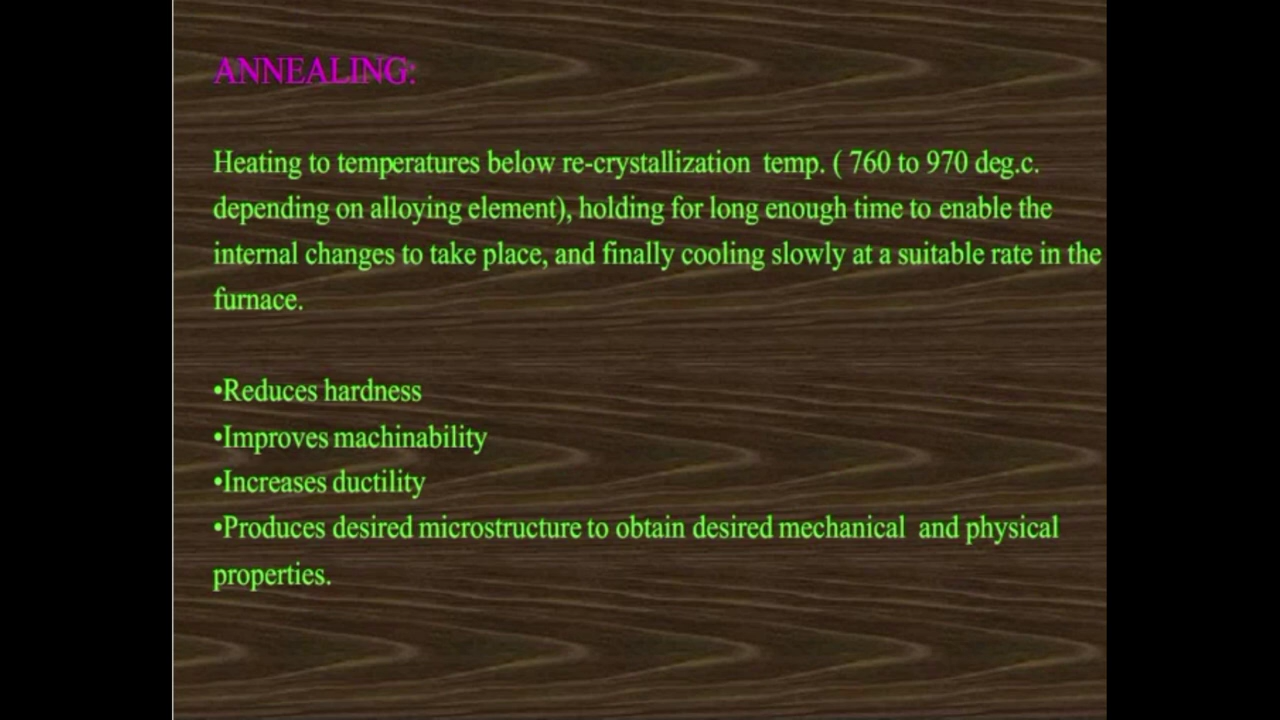 ANNEALING:
Heating to temperatures below re-crystallization temp. ( 760 to 970 deg.c.
depending on alloying element), holding for long enough time to enable the
internal changes to take place, and finally cooling slowly at a suitable rate in the
furnace.
•Reduces hardness
•Improves machinability
•Increases ductility
•Produces desired microstructure to obtain desired mechanical and physical
properties.